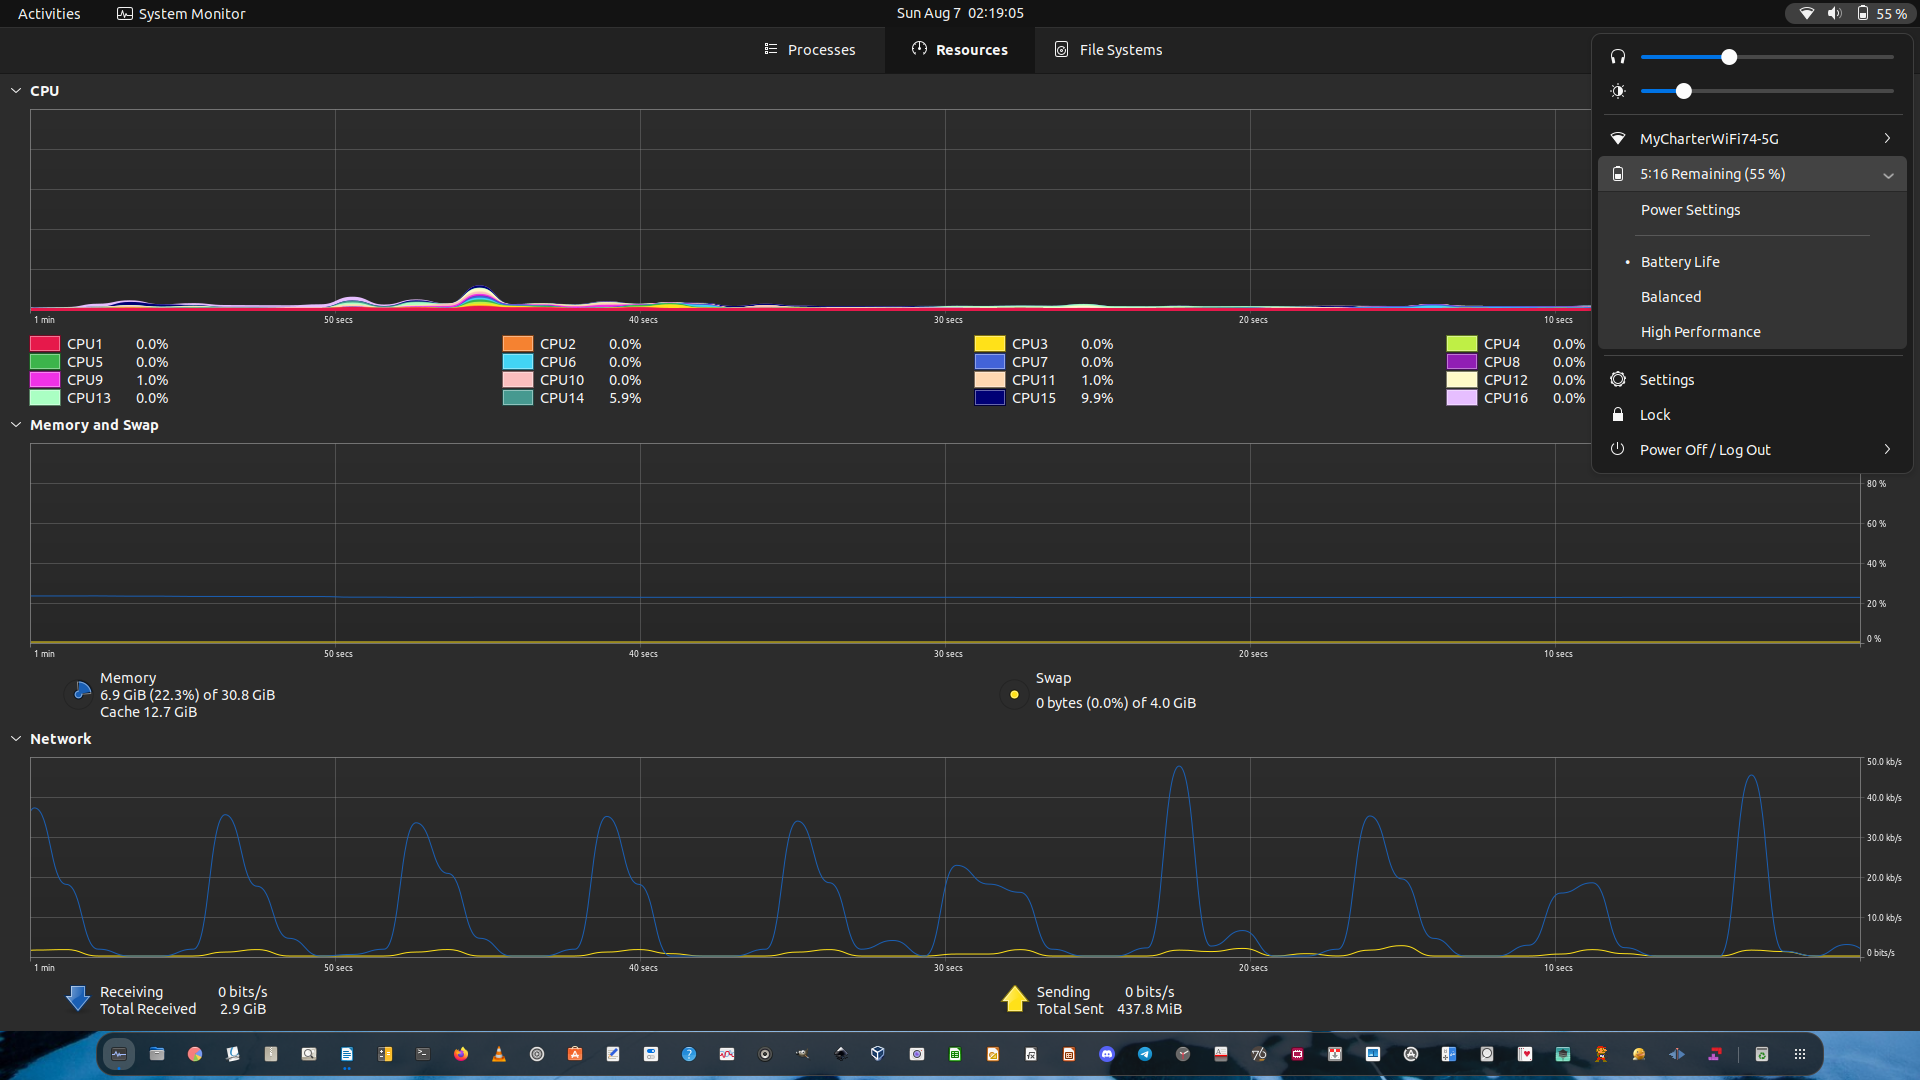 Activities
System Monitor
Sun Aug 7 02:19:05
55 %
Processes
Resources
File Systems
CPU
1 min
50 secs
40 secs
30 secs
20 secs
10 secs
CPU1 0.0%
CPU2 0.0%
CPU3 0.0%
CPU4 0.0%
CPU5 0.0%
CPU6 0.0%
CPU7 0.0%
CPU8 0.0%
CPU9 1.0%
CPU10 0.0%
CPU11 1.0%
CPU12 0.0%
CPU13 0.0%
CPU14 5.9%
CPU15 9.9%
CPU16 0.0%
MyCharterWiFi74-5G
5:16 Remaining (55 %)
Power Settings
Battery Life
Balanced
High Performance
Settings
Lock
Power Off / Log Out
Memory and Swap
80 %
60 %
40 %
20 %
0 %
1 min
50 secs
40 secs
30 secs
20 secs
10 secs
Memory
6.9 GiB (22.3%) of 30.8 GiB
Cache 12.7 GiB
Swap
0 bytes (0.0%) of 4.0 GiB
Network
50.0 kb/s
40.0 kb/s
30.0 kb/s
20.0 kb/s
10.0 kb/s
0 bits/s
1 min
50 secs
40 secs
30 secs
20 secs
10 secs
Receiving 0 bits/s
Total Received 2.9 GiB
Sending 0 bits/s
Total Sent 437.8 MiB
76